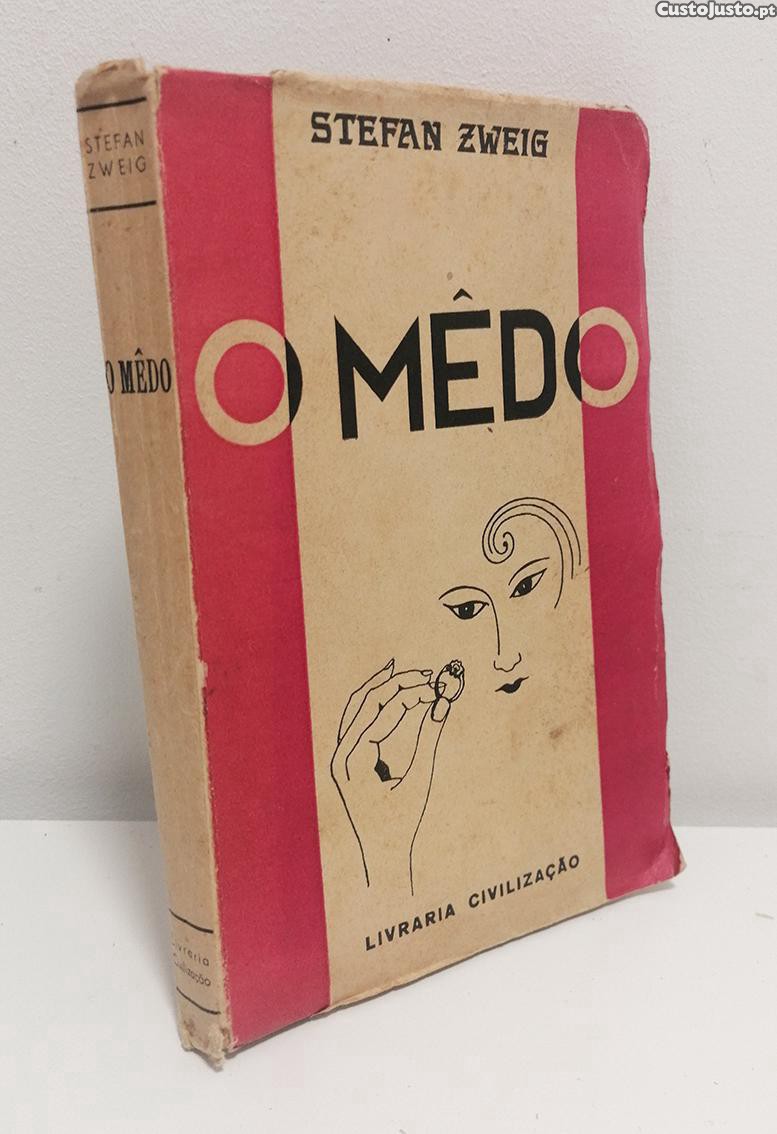 CustoJusto.pt
STEFAN
ZWEIG
O MÊDO
Livraria
Civilização
STEFAN ZWEIG
O MÊDO
LIVRARIA CIVILIZAÇÃO